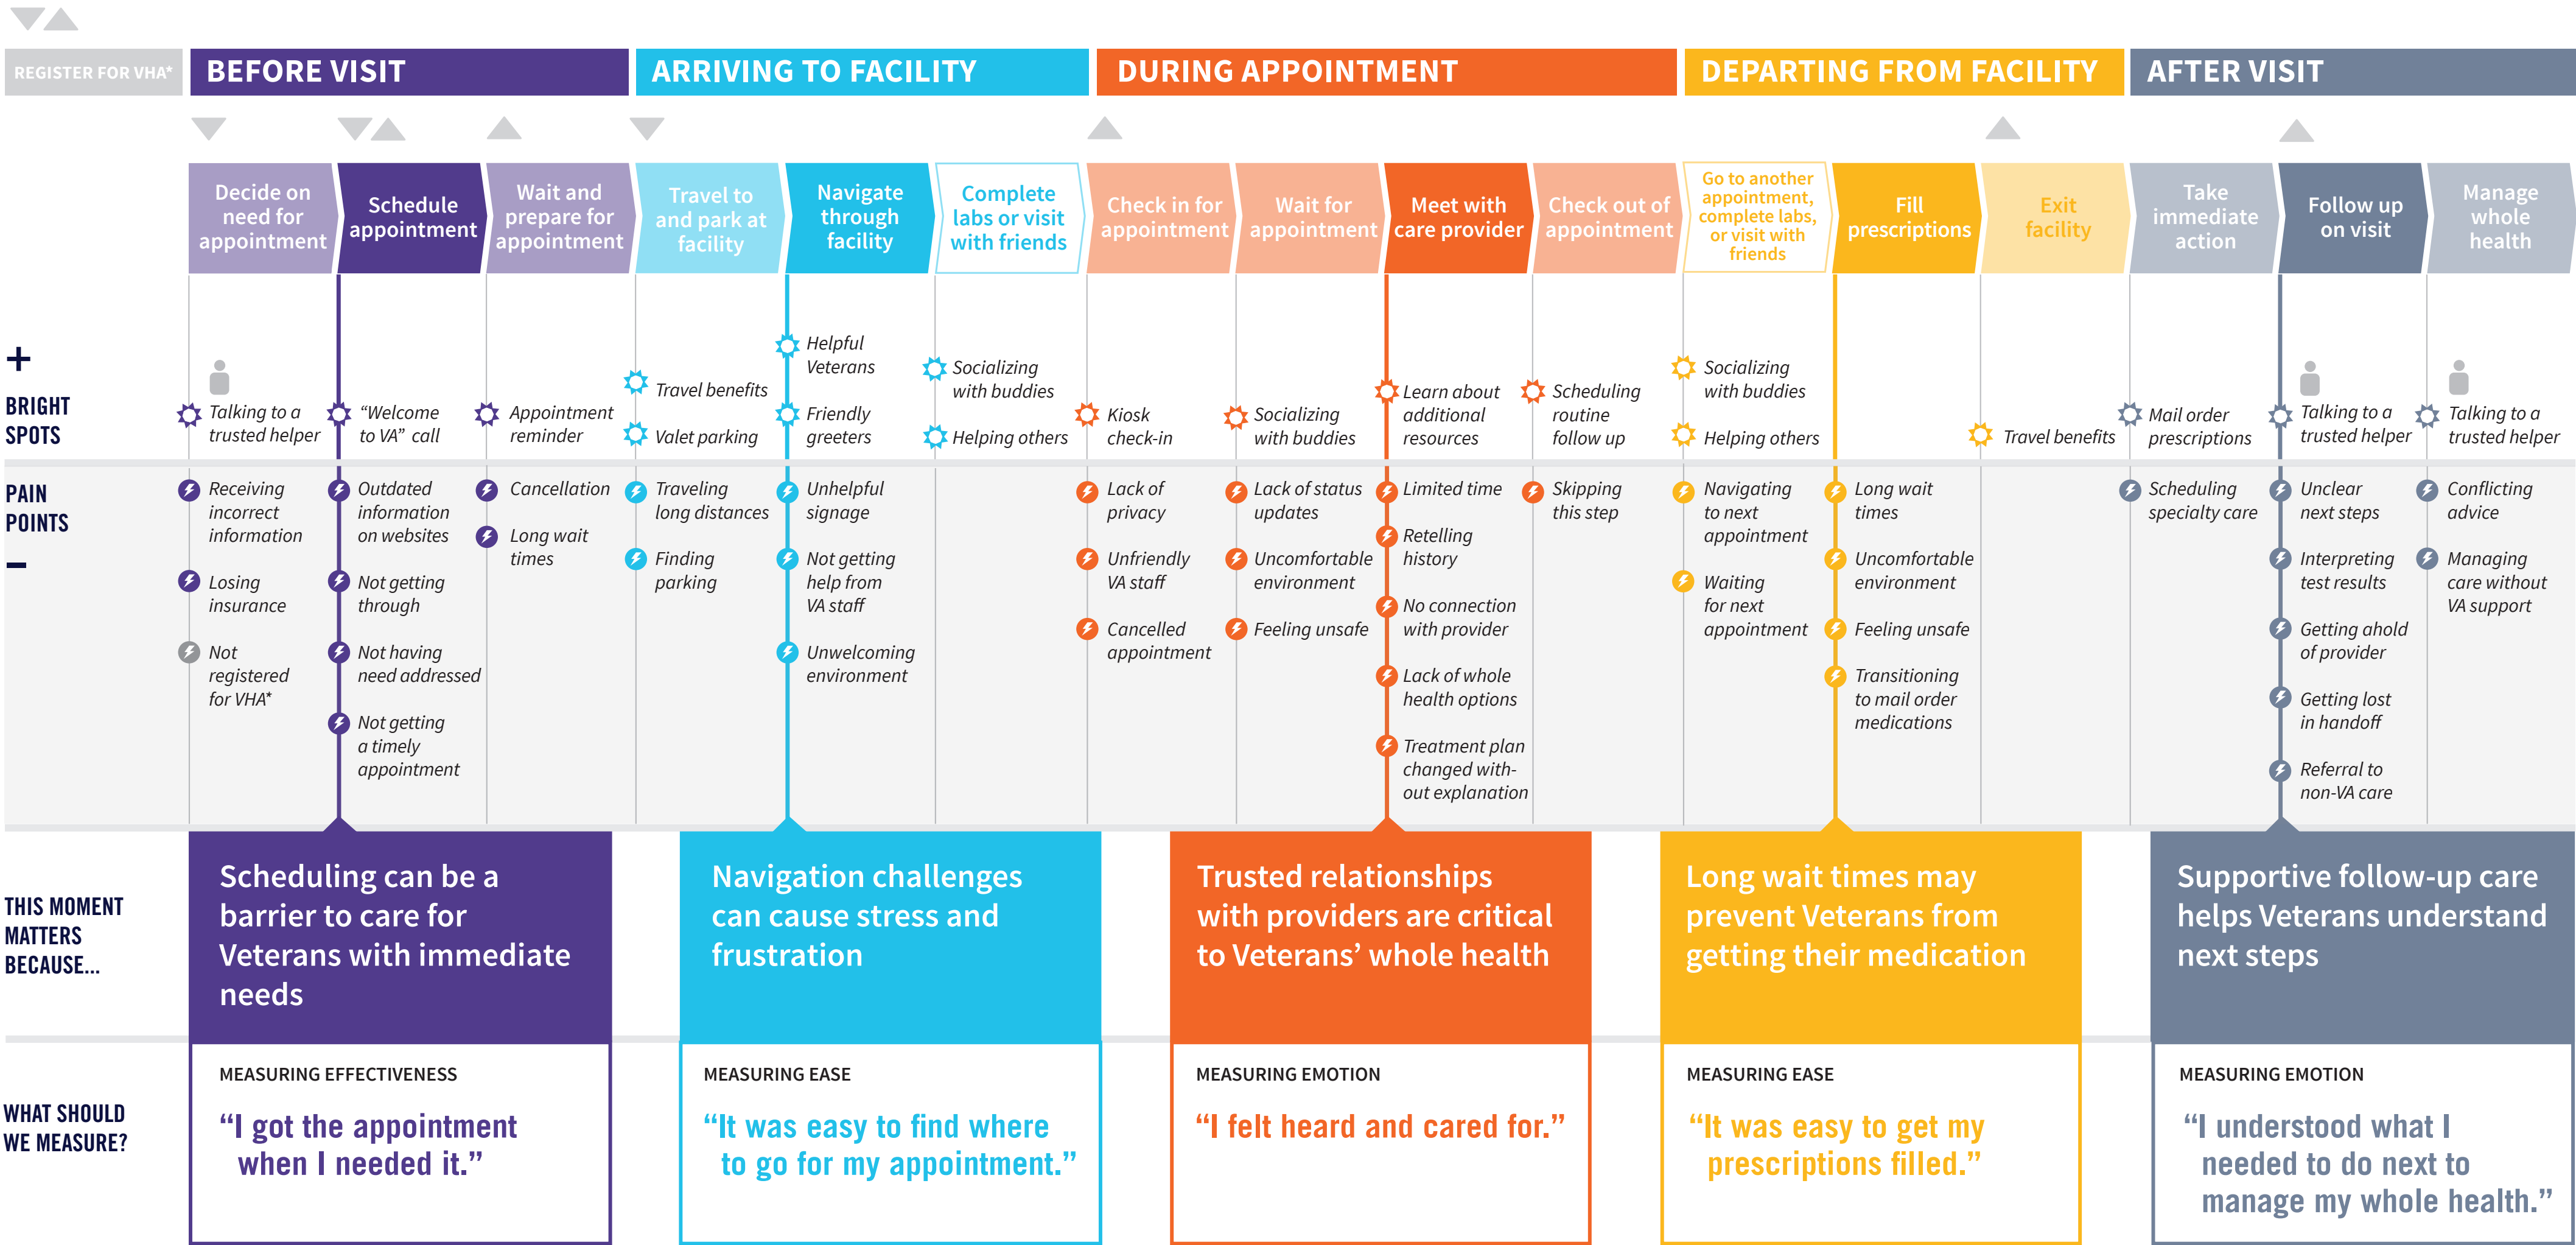 REGISTER FOR VHA*
BEFORE VISIT
ARRIVING TO FACILITY
DURING APPOINTMENT
DEPARTING FROM FACILITY
AFTER VISIT
Decide on
need for
appointment
Schedule
appointment
Wait and
prepare for
appointment
Travel to
and park at
facility
Navigate
through
facility
Complete
labs or visit
with friends
Check in for
appointment
Wait for
appointment
Meet with
care provider
Check out of
appointment
Go to another
appointment,
complete labs,
or visit with
friends
Fill
prescriptions
Exit
facility
Take
immediate
action
Follow up
on visit
Manage
whole
health
+
BRIGHT
SPOTS
Talking to a
trusted helper
“Welcome
to VA” call
Appointment
reminder
Travel benefits
Valet parking
Helpful
Veterans
Friendly
greeters
Socializing
with buddies
Helping others
Kiosk
check-in
Socializing
with buddies
Learn about
additional
resources
Scheduling
routine
follow up
Socializing
with buddies
Helping others
Travel benefits
Mail order
prescriptions
Talking to a
trusted helper
Talking to a
trusted helper
PAIN
POINTS
–
Receiving
incorrect
information
Losing
insurance
Not
registered
for VHA*
Outdated
information
on websites
Not getting
through
Not having
need addressed
Not getting
a timely
appointment
Cancellation
Long wait
times
Traveling
long distances
Finding
parking
Unhelpful
signage
Not getting
help from
VA staff
Unwelcoming
environment
Lack of
privacy
Unfriendly
VA staff
Cancelled
appointment
Lack of status
updates
Uncomfortable
environment
Feeling unsafe
Limited time
Retelling
history
No connection
with provider
Lack of whole
health options
Treatment plan
changed with-
out explanation
Skipping
this step
Navigating
to next
appointment
Waiting
for next
appointment
Long wait
times
Uncomfortable
environment
Feeling unsafe
Transitioning
to mail order
medications
Scheduling
specialty care
Unclear
next steps
Interpreting
test results
Getting ahold
of provider
Getting lost
in handoff
Referral to
non-VA care
Conflicting
advice
Managing
care without
VA support
THIS MOMENT
MATTERS
BECAUSE...
Scheduling can be a
barrier to care for
Veterans with immediate
needs
Navigation challenges
can cause stress and
frustration
Trusted relationships
with providers are critical
to Veterans’ whole health
Long wait times may
prevent Veterans from
getting their medication
Supportive follow-up care
helps Veterans understand
next steps
WHAT SHOULD
WE MEASURE?
MEASURING EFFECTIVENESS
“I got the appointment
when I needed it.”
MEASURING EASE
“It was easy to find where
to go for my appointment.”
MEASURING EMOTION
“I felt heard and cared for.”
MEASURING EASE
“It was easy to get my
prescriptions filled.”
MEASURING EMOTION
“I understood what I
needed to do next to
manage my whole health.”